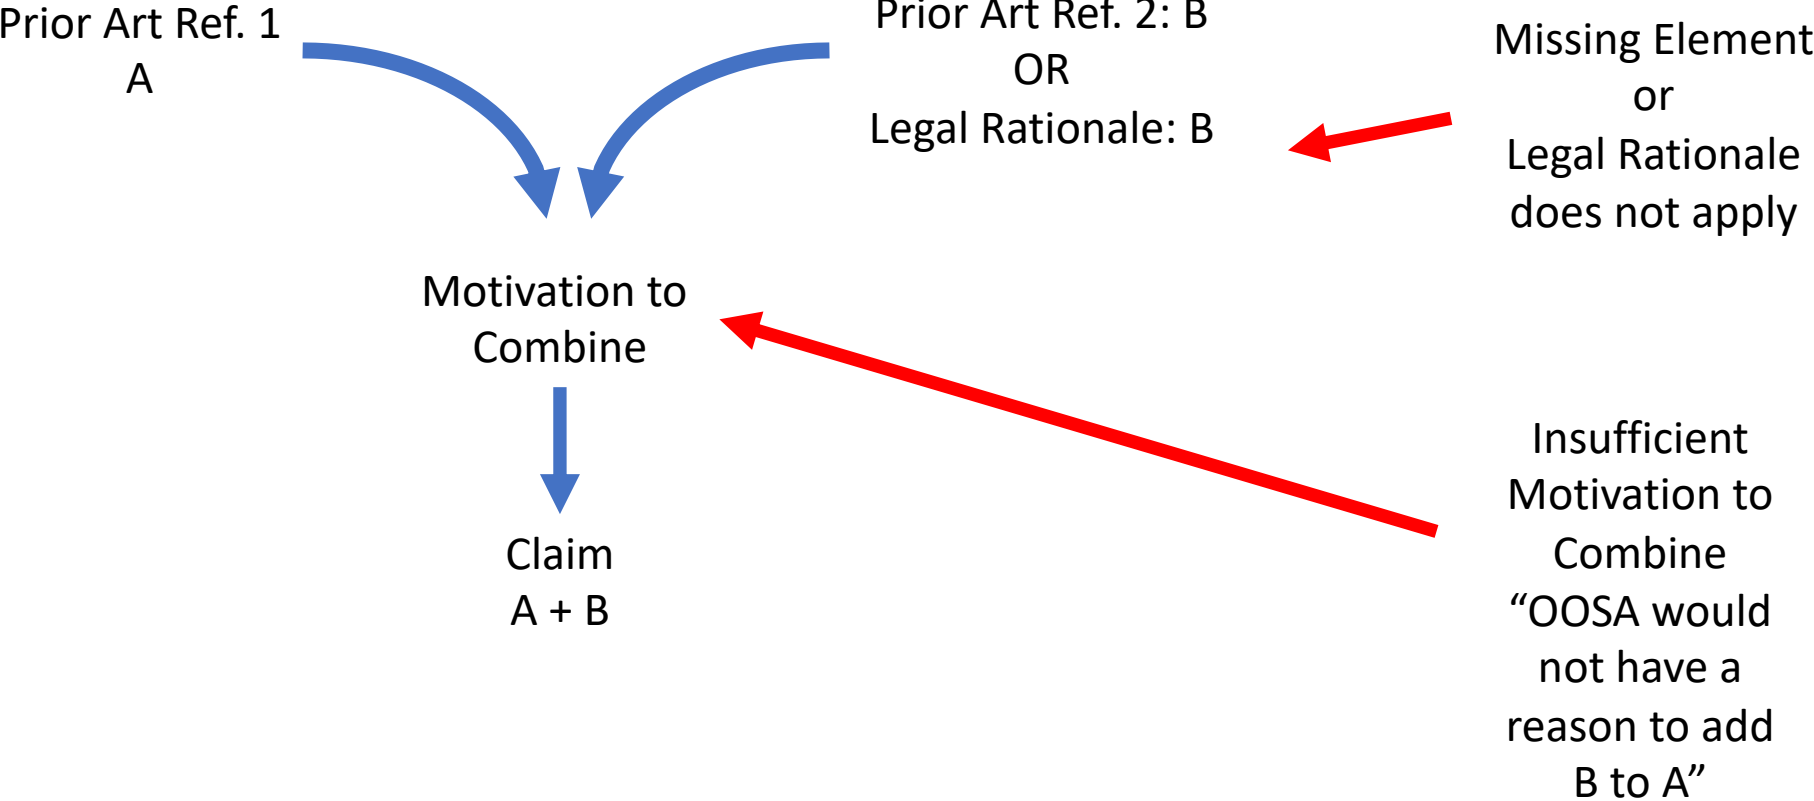 Prior Art Ref. 1
A
Prior Art Ref. 2: B
OR
Legal Rationale: B
Missing Element
or
Legal Rationale
does not apply
Motivation to
Combine
Claim
A + B
Insufficient
Motivation to
Combine
“OOSA would
not have a
reason to add
B to A”